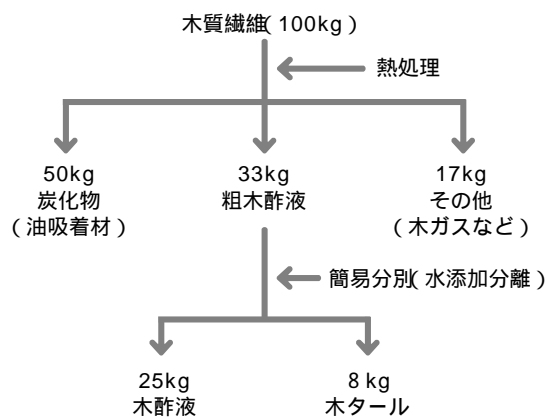 木質繊維(100kg)
熱処理
50kg
炭化物
(油吸着材)
33kg
粗木酢液
17kg
その他
(木ガスなど)
簡易分別(水添加分離)
25kg
木酢液
8kg
木タール